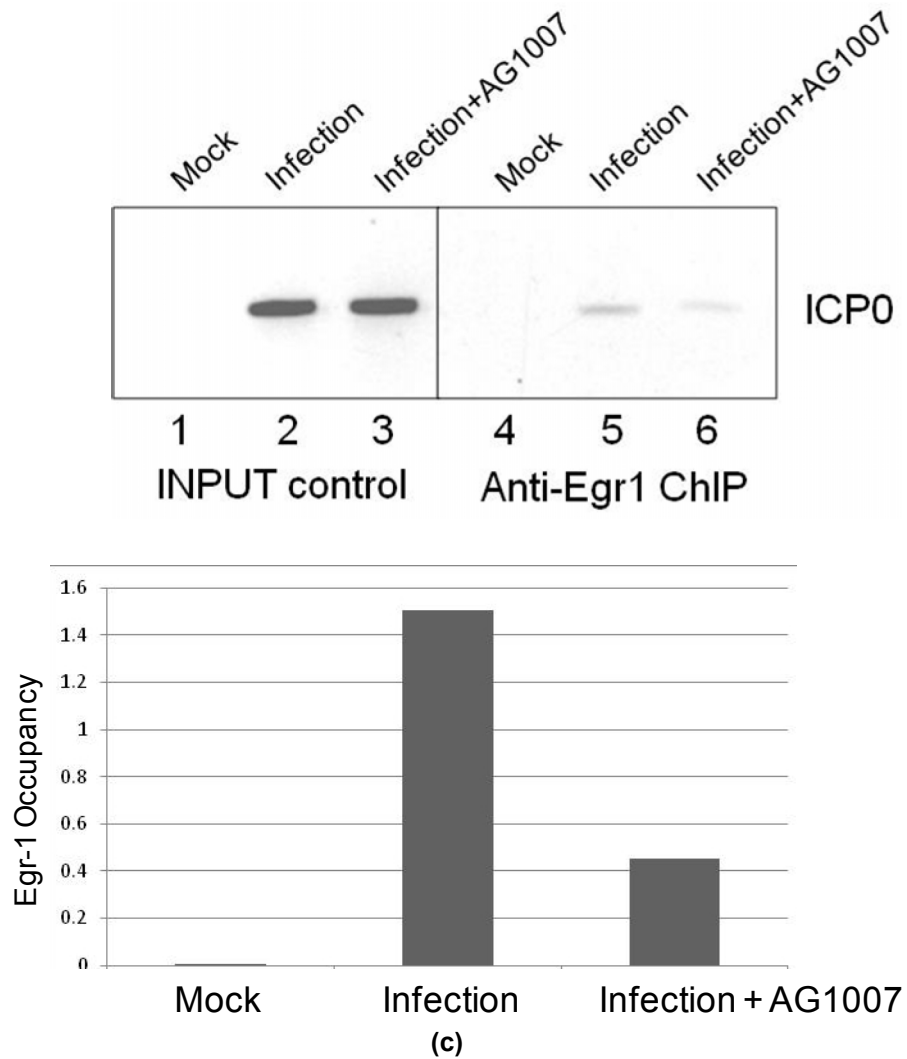 Mock Infection Infection+AG1007 Mock Infection Infection+AG1007
ICP0
1 2 3 4 5 6
INPUT control Anti-Egr1 ChIP
1.6
1.4
1.2
1
0.8
0.6
0.4
0.2
0
Egr-1 Occupancy
Mock Infection Infection + AG1007
(c)